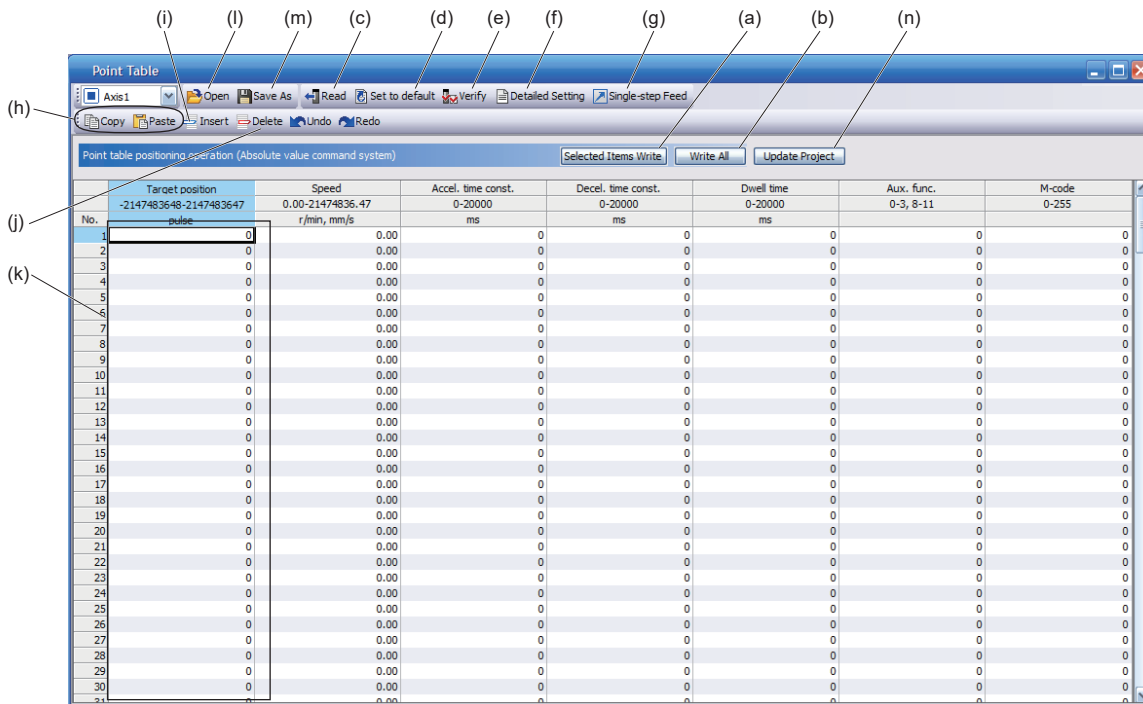 (i) (l) (m) (c) (d) (e) (f) (g) (a) (b) (n)
Point Table
Axis1 Open Save As Read Set to default Verify Detailed Setting Single-step Feed
(h)
Copy Paste Insert Delete Undo Redo
Point table positioning operation (Absolute value command system) Selected Items Write Write All Update Project
Target position Speed Accel. time const. Decel. time const. Dwell time Aux. func. M-code
-2147483648-2147483647 0.00-21474836.47 0-20000 0-20000 0-20000 0-3, 8-11 0-255
(j)
No. pulse r/min, mm/s ms ms ms
1 0 0.00 0 0 0 0 0
2 0 0.00 0 0 0 0 0
3 0 0.00 0 0 0 0 0
(k)
4 0 0.00 0 0 0 0 0
5 0 0.00 0 0 0 0 0
6 0 0.00 0 0 0 0 0
7 0 0.00 0 0 0 0 0
8 0 0.00 0 0 0 0 0
9 0 0.00 0 0 0 0 0
10 0 0.00 0 0 0 0 0
11 0 0.00 0 0 0 0 0
12 0 0.00 0 0 0 0 0
13 0 0.00 0 0 0 0 0
14 0 0.00 0 0 0 0 0
15 0 0.00 0 0 0 0 0
16 0 0.00 0 0 0 0 0
17 0 0.00 0 0 0 0 0
18 0 0.00 0 0 0 0 0
19 0 0.00 0 0 0 0 0
20 0 0.00 0 0 0 0 0
21 0 0.00 0 0 0 0 0
22 0 0.00 0 0 0 0 0
23 0 0.00 0 0 0 0 0
24 0 0.00 0 0 0 0 0
25 0 0.00 0 0 0 0 0
26 0 0.00 0 0 0 0 0
27 0 0.00 0 0 0 0 0
28 0 0.00 0 0 0 0 0
29 0 0.00 0 0 0 0 0
30 0 0.00 0 0 0 0 0
31 0 0.00 0 0 0 0 0